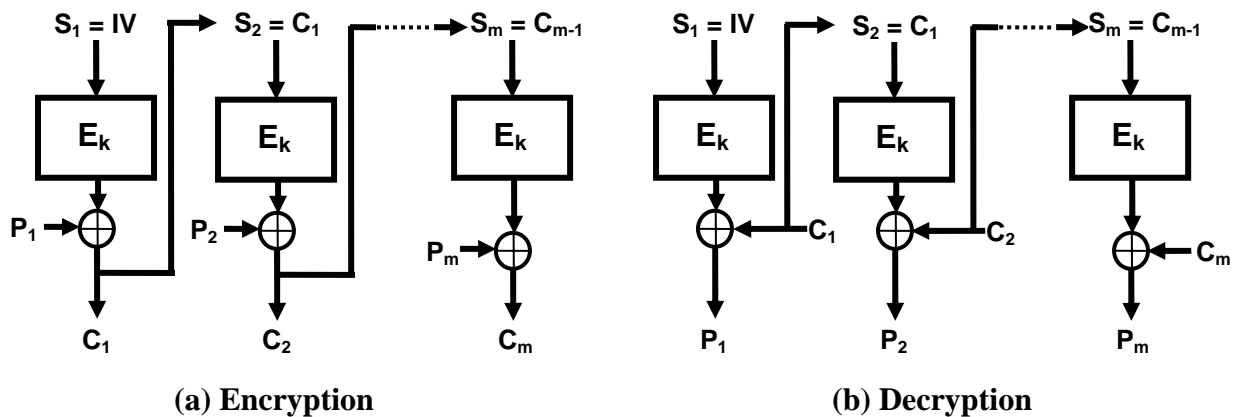 S₁ = IV
S₂ = C₁
Sₘ = Cₘ₋₁
Eₖ
Eₖ
Eₖ
P₁
P₂
Pₘ
C₁
C₂
Cₘ
(a) Encryption
S₁ = IV
S₂ = C₁
Sₘ = Cₘ₋₁
Eₖ
Eₖ
Eₖ
C₁
C₂
Cₘ
P₁
P₂
Pₘ
(b) Decryption